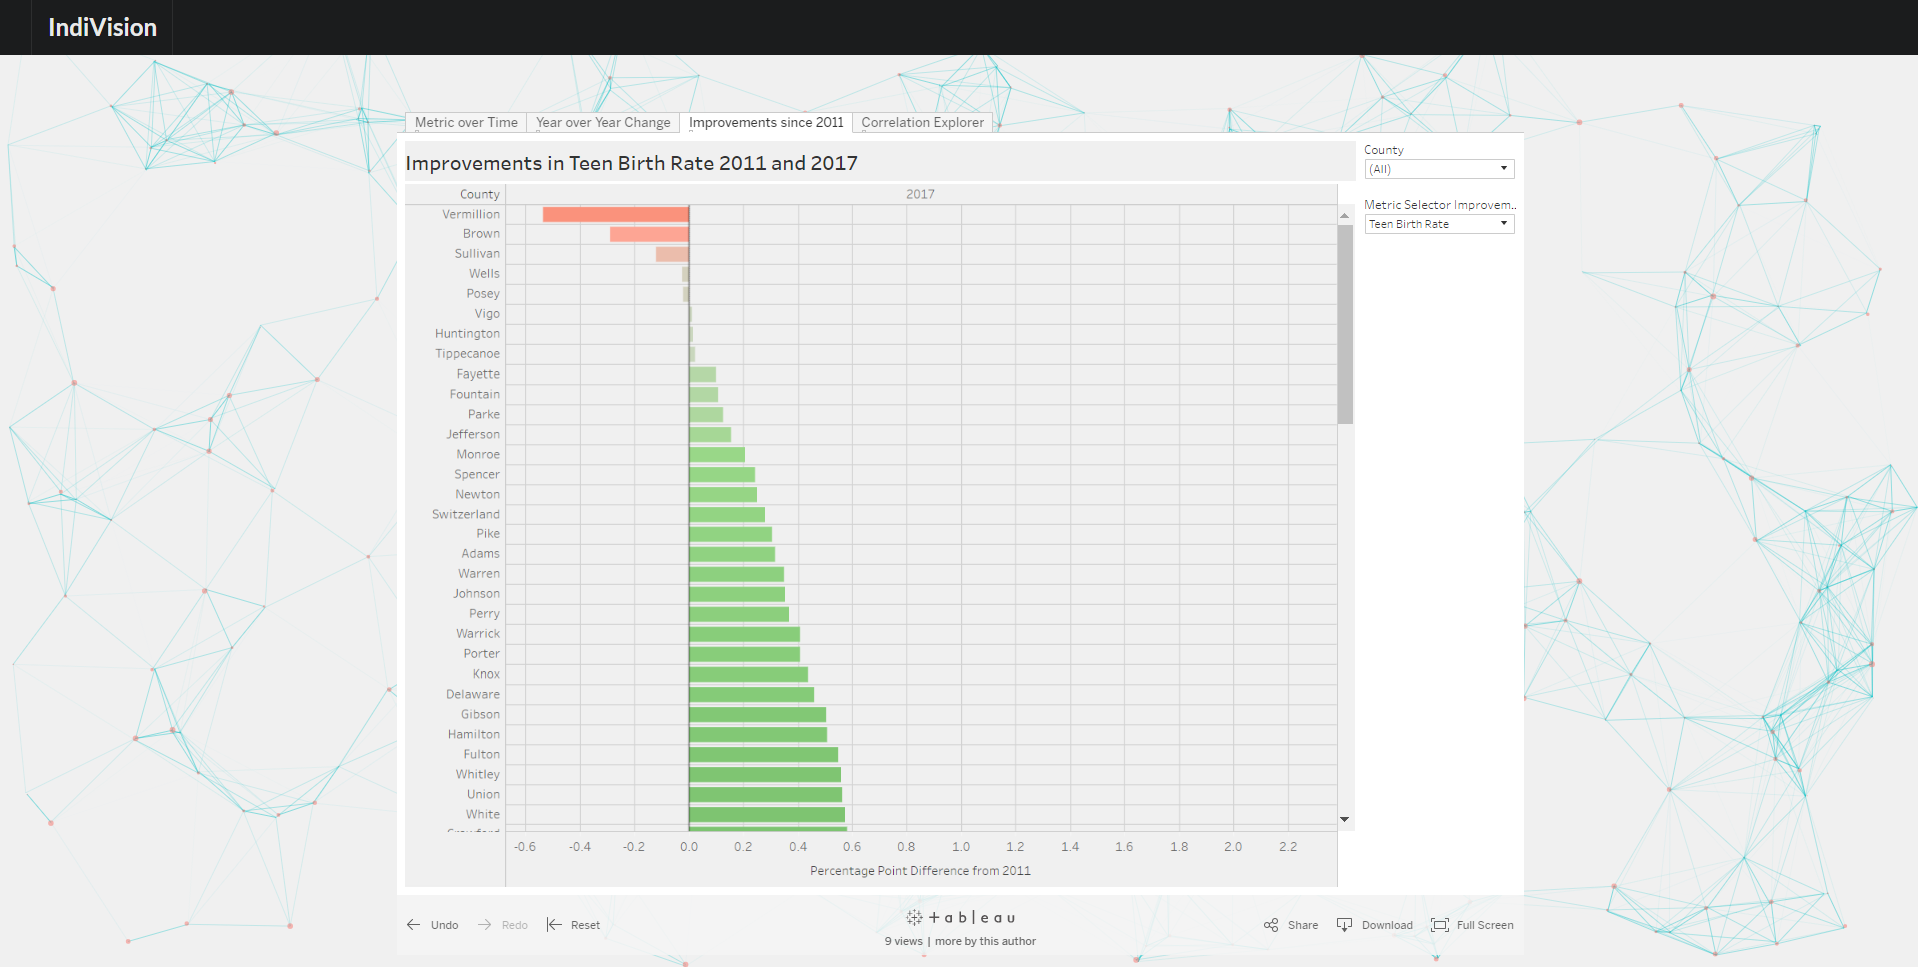 IndiVision
Metric over Time
Year over Year Change
Improvements since 2011
Correlation Explorer
Improvements in Teen Birth Rate 2011 and 2017
County
(All)
Metric Selector Improvem..
Teen Birth Rate
County
2017
Vermillion
Brown
Sullivan
Wells
Posey
Vigo
Huntington
Tippecanoe
Fayette
Fountain
Parke
Jefferson
Monroe
Spencer
Newton
Switzerland
Pike
Adams
Warren
Johnson
Perry
Warrick
Porter
Knox
Delaware
Gibson
Hamilton
Fulton
Whitley
Union
White
Crawford
-0.6 -0.4 -0.2 0.0 0.2 0.4 0.6 0.8 1.0 1.2 1.4 1.6 1.8 2.0 2.2
Percentage Point Difference from 2011
Undo
Redo
Reset
+ableau
9 views | more by this author
Share
Download
Full Screen